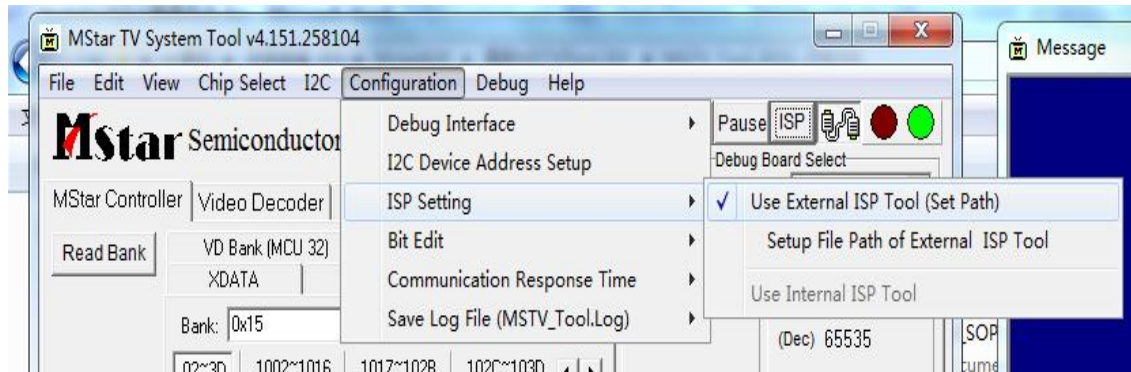 MStar TV System Tool v4.151.258104
Message
File Edit View Chip Select I2C Configuration Debug Help
MStar Semiconductor
Debug Interface
Pause ISP
I2C Device Address Setup
Debug Board Select
MStar Controller Video Decoder
ISP Setting
Use External ISP Tool (Set Path)
Read Bank
VD Bank (MCU 32)
Bit Edit
Setup File Path of External ISP Tool
XDATA
Communication Response Time
Use Internal ISP Tool
Bank: 0x15
Save Log File (MSTV_Tool.Log)
(Dec) 65535
_SOP
02~3D 1002~1016 1017~102B 102C~103D